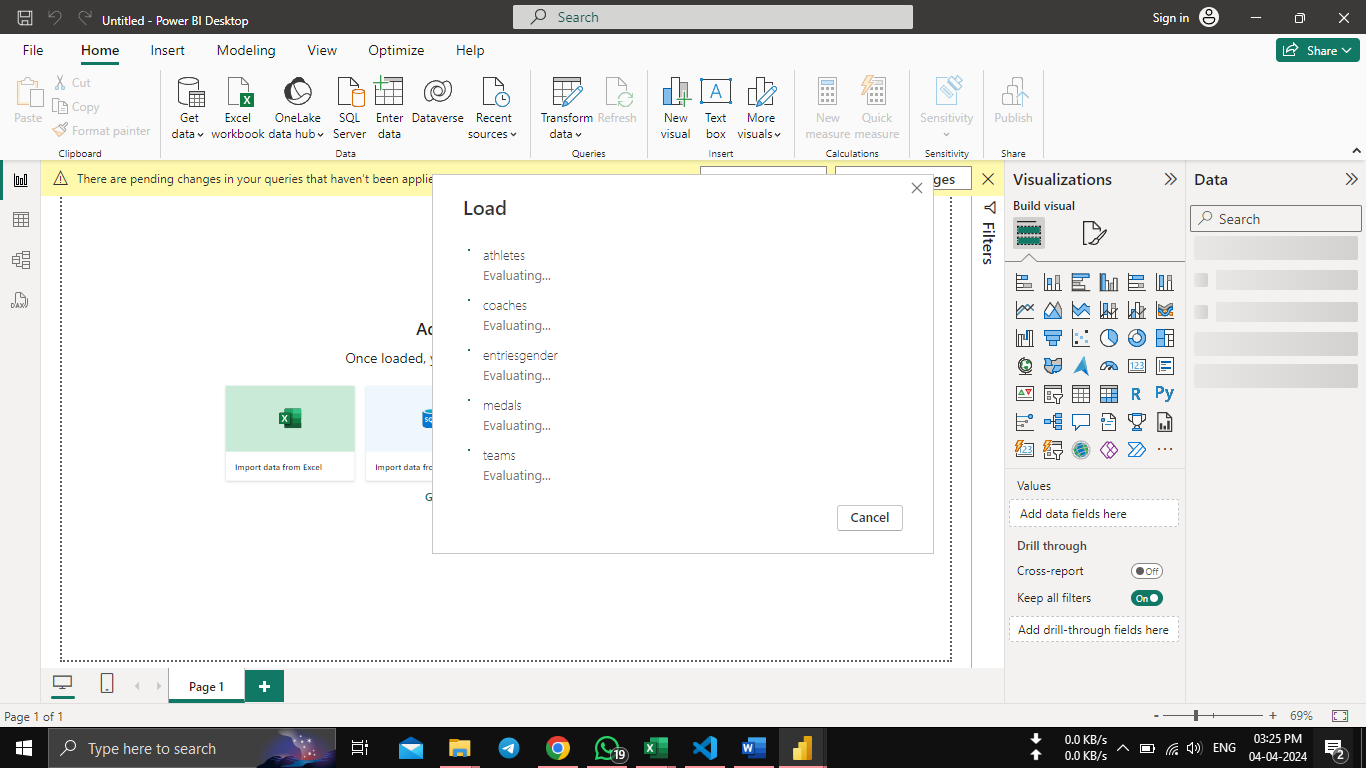 Untitled - Power BI Desktop
Search
Sign in
File
Home
Insert
Modeling
View
Optimize
Help
Share
Paste
Cut
Copy
Format painter
Clipboard
Get data
Excel workbook
OneLake data hub
SQL Server
Enter data
Dataverse
Recent sources
Data
Transform data
Refresh
Queries
New visual
Text box
More visuals
Insert
New measure
Quick measure
Calculations
Sensitivity
Sensitivity
Publish
Share
There are pending changes in your queries that haven't been
Load
athletes
Evaluating...
coaches
Evaluating...
entriesgender
Evaluating...
medals
Evaluating...
teams
Evaluating...
Cancel
Once loaded,
Import data from Excel
Import data
Filters
Visualizations
Build visual
123
R
Py
123
Values
Add data fields here
Drill through
Cross-report
Off
Keep all filters
On
Add drill-through fields here
Data
Search
DAX
Page 1
Page 1 of 1
69%
Type here to search
19
0.0 KB/s
0.0 KB/s
ENG
03:25 PM
04-04-2024
2